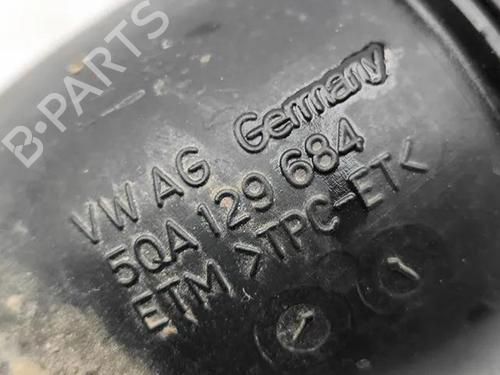 B-PARTS
VW AG Germany
5QA 129 684
ETM >TPC-ET<